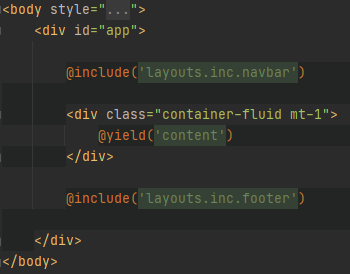 <body style="...">
<div id="app">
@include('layouts.inc.navbar')
<div class="container-fluid mt-1">
@yield('content')
</div>
@include('layouts.inc.footer')
</div>
</body>